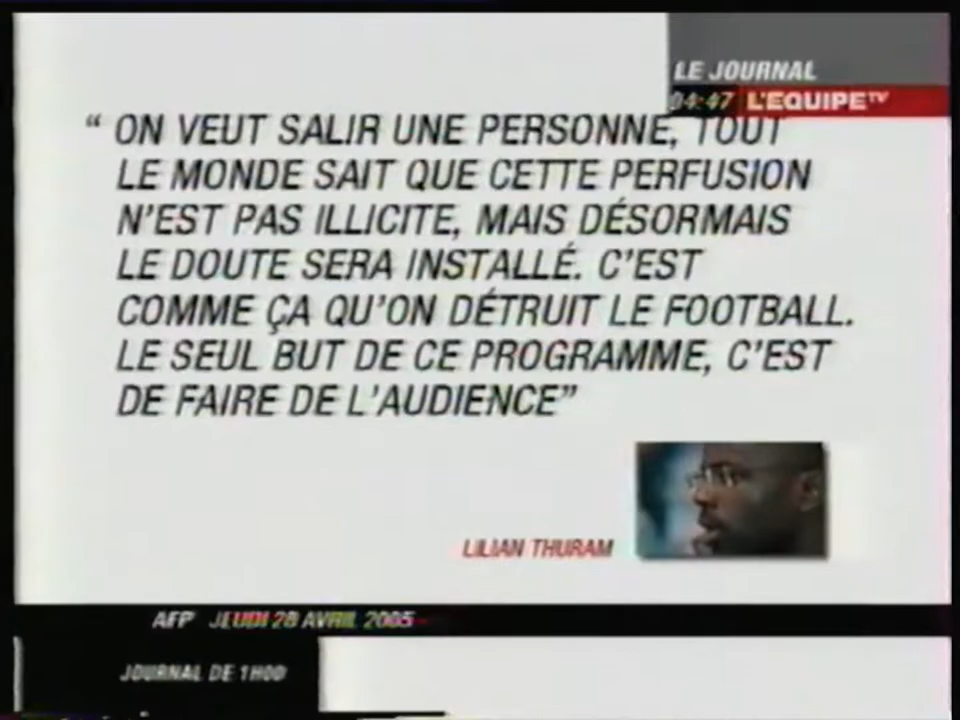 LE JOURNAL
04:47 L'EQUIPE TV
“ ON VEUT SALIR UNE PERSONNE, TOUT
LE MONDE SAIT QUE CETTE PERFUSION
N'EST PAS ILLICITE, MAIS DÉSORMAIS
LE DOUTE SERA INSTALLÉ. C'EST
COMME ÇA QU'ON DÉTRUIT LE FOOTBALL.
LE SEUL BUT DE CE PROGRAMME, C'EST
DE FAIRE DE L'AUDIENCE”
LILIAN THURAM
AFP JEUDI 28 AVRIL 2005
JOURNAL DE 1H00